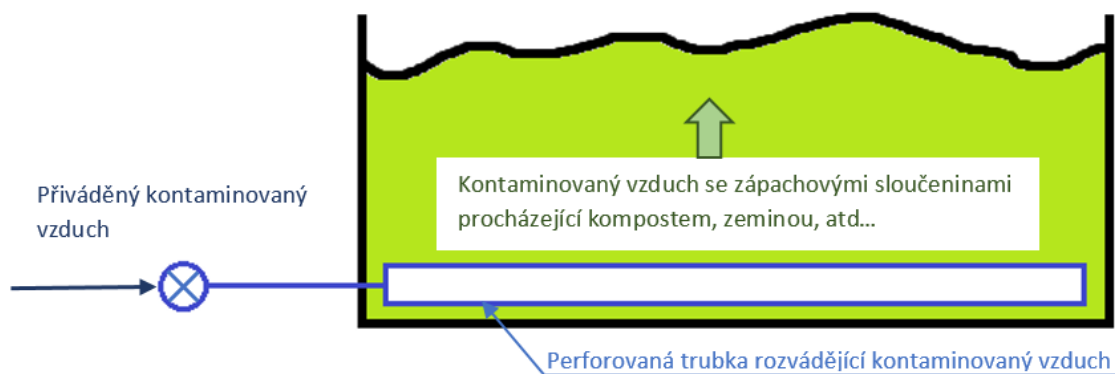 Přiváděný kontaminovaný
vzduch
Kontaminovaný vzduch se zápachovými sloučeninami
procházející kompostem, zeminou, atd…
Perforovaná trubka rozvádějící kontaminovaný vzduch